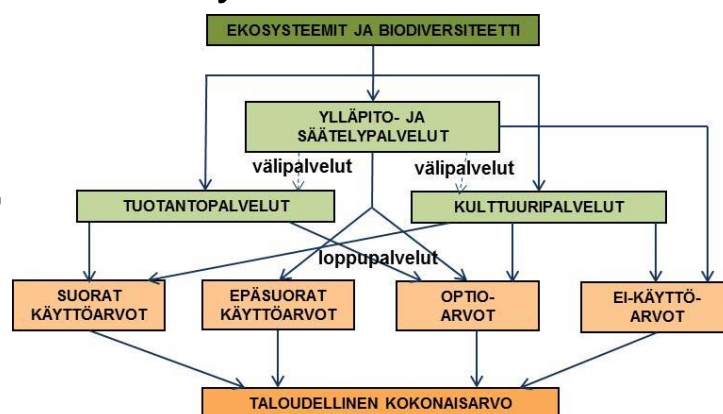 EKOSYSTEEMIT JA BIODIVERSITEETTI
YLLÄPITO- JA
SÄÄTELYPALVELUT
välipalvelut
välipalvelut
TUOTANTOPALVELUT
KULTTUURIPALVELUT
loppupalvelut
SUORAT
KÄYTTÖARVOT
EPÄSUORAT
KÄYTTÖARVOT
OPTIO-
ARVOT
EI-KÄYTTÖ-
ARVOT
TALOUDELLINEN KOKONAISARVO